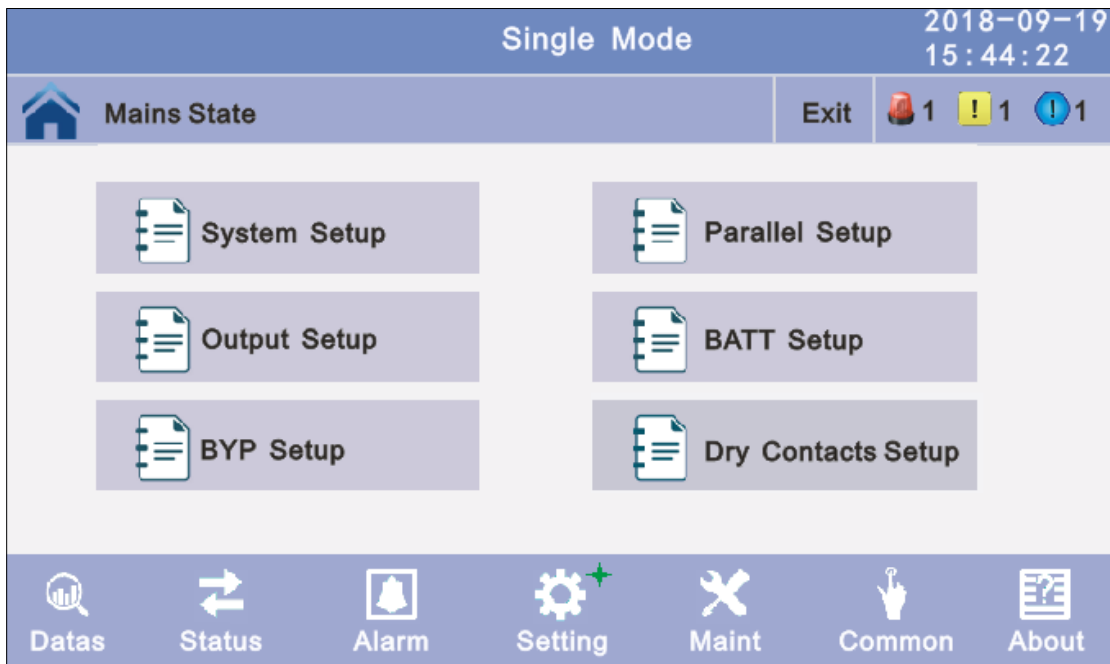 Single Mode
2018-09-19
15:44:22
Mains State
Exit
1
! 1
! 1
System Setup
Parallel Setup
Output Setup
BATT Setup
BYP Setup
Dry Contacts Setup
?
Datas
Status
Alarm
Setting
Maint
Common
About